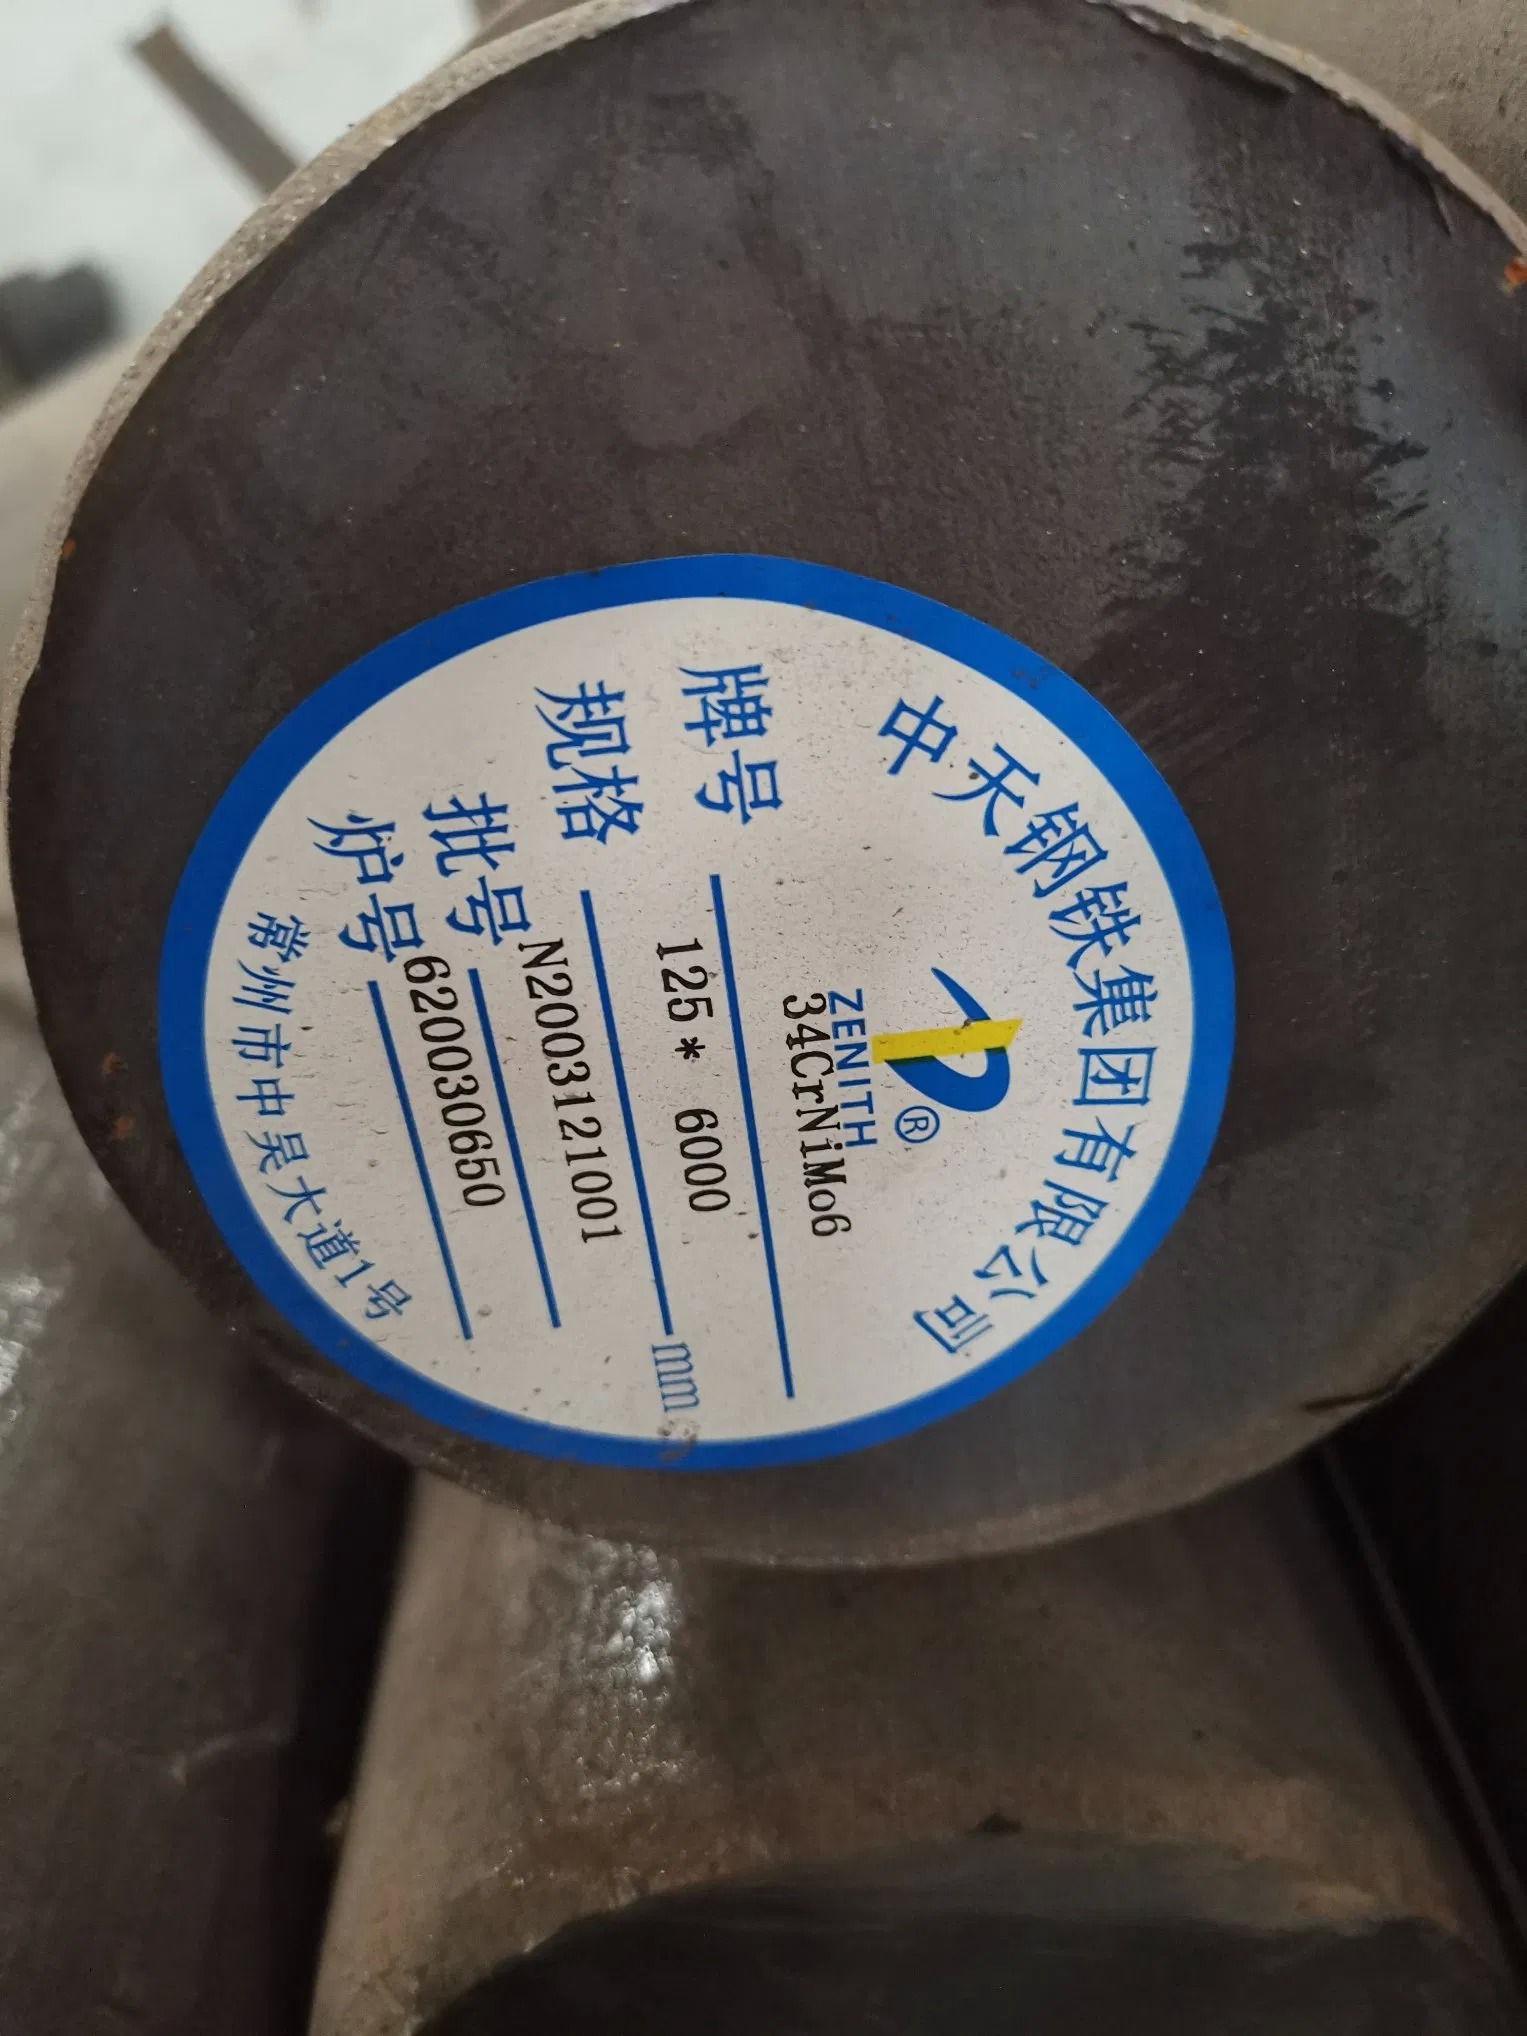 中天钢铁集团有限公司
®
ZENITH
牌号 34CrNiMo6
规格 125* 6000 mm
批号 N2003121001
炉号 620030650
常州市中吴大道1号